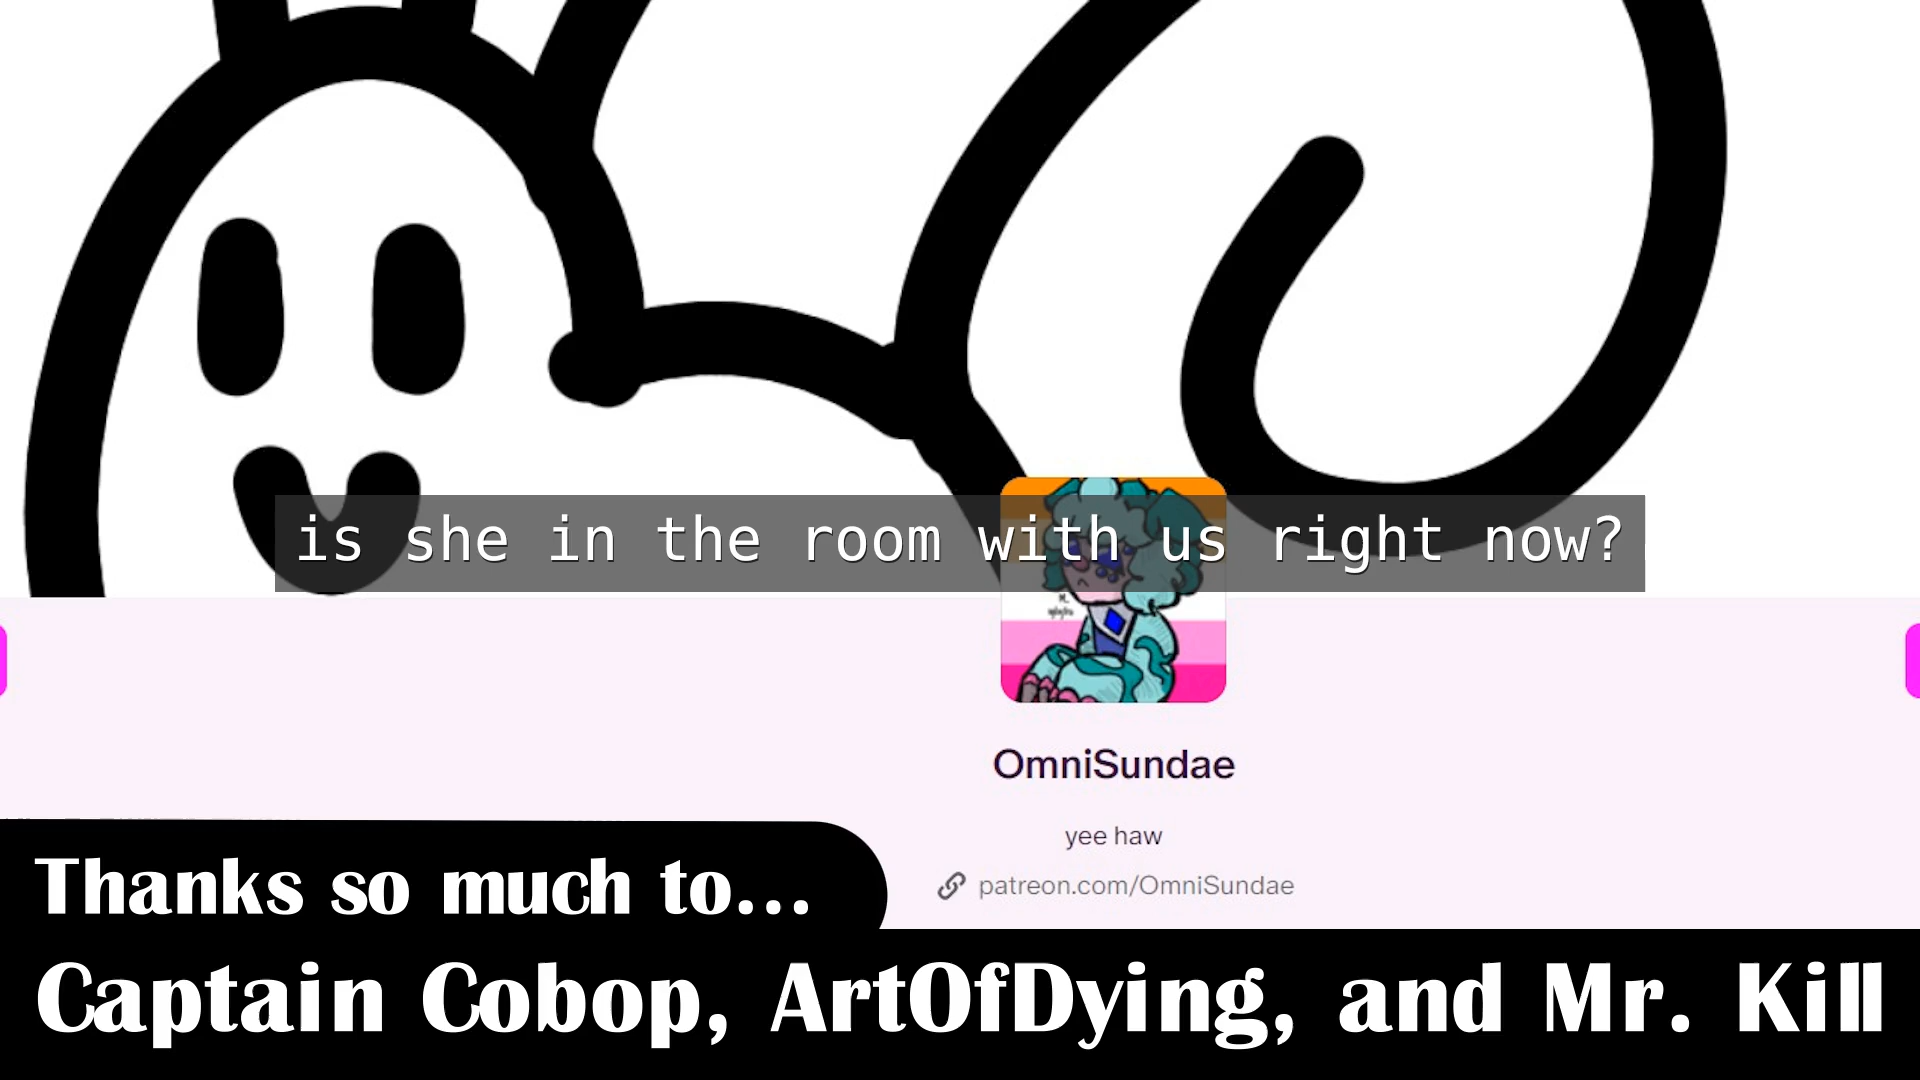 is she in the room with us right now?
OmniSundae
yee haw
patreon.com/OmniSundae
Thanks so much to...
Captain Cobop, ArtOfDying, and Mr. Kill